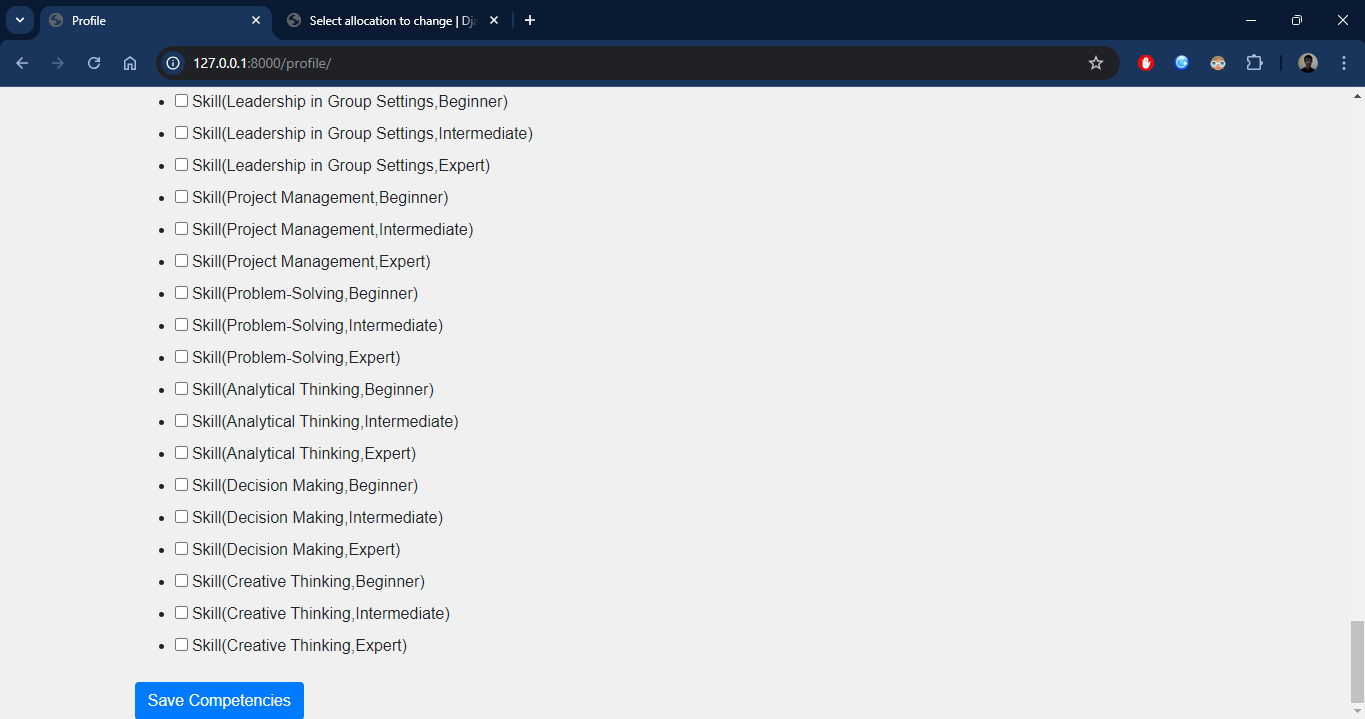 Profile
Select allocation to change | Dja
127.0.0.1:8000/profile/
Skill(Leadership in Group Settings,Beginner)
Skill(Leadership in Group Settings,Intermediate)
Skill(Leadership in Group Settings,Expert)
Skill(Project Management,Beginner)
Skill(Project Management,Intermediate)
Skill(Project Management,Expert)
Skill(Problem-Solving,Beginner)
Skill(Problem-Solving,Intermediate)
Skill(Problem-Solving,Expert)
Skill(Analytical Thinking,Beginner)
Skill(Analytical Thinking,Intermediate)
Skill(Analytical Thinking,Expert)
Skill(Decision Making,Beginner)
Skill(Decision Making,Intermediate)
Skill(Decision Making,Expert)
Skill(Creative Thinking,Beginner)
Skill(Creative Thinking,Intermediate)
Skill(Creative Thinking,Expert)
Save Competencies